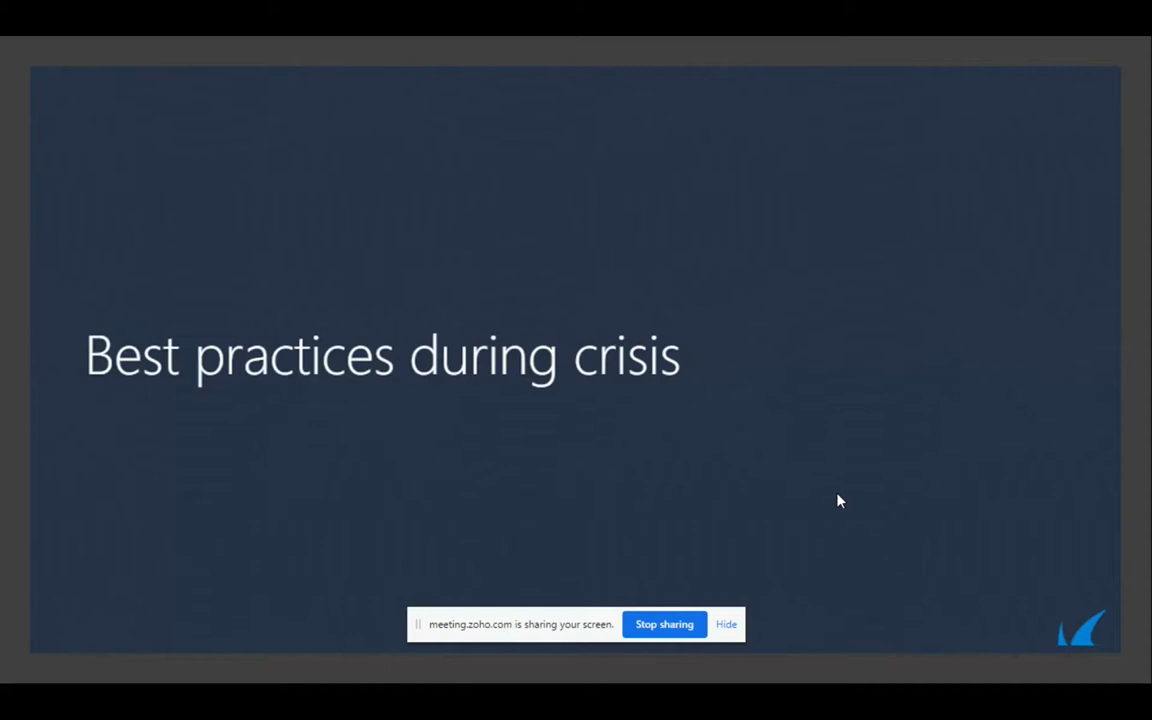 Best practices during crisis
meeting.zoho.com is sharing your screen. Stop sharing Hide